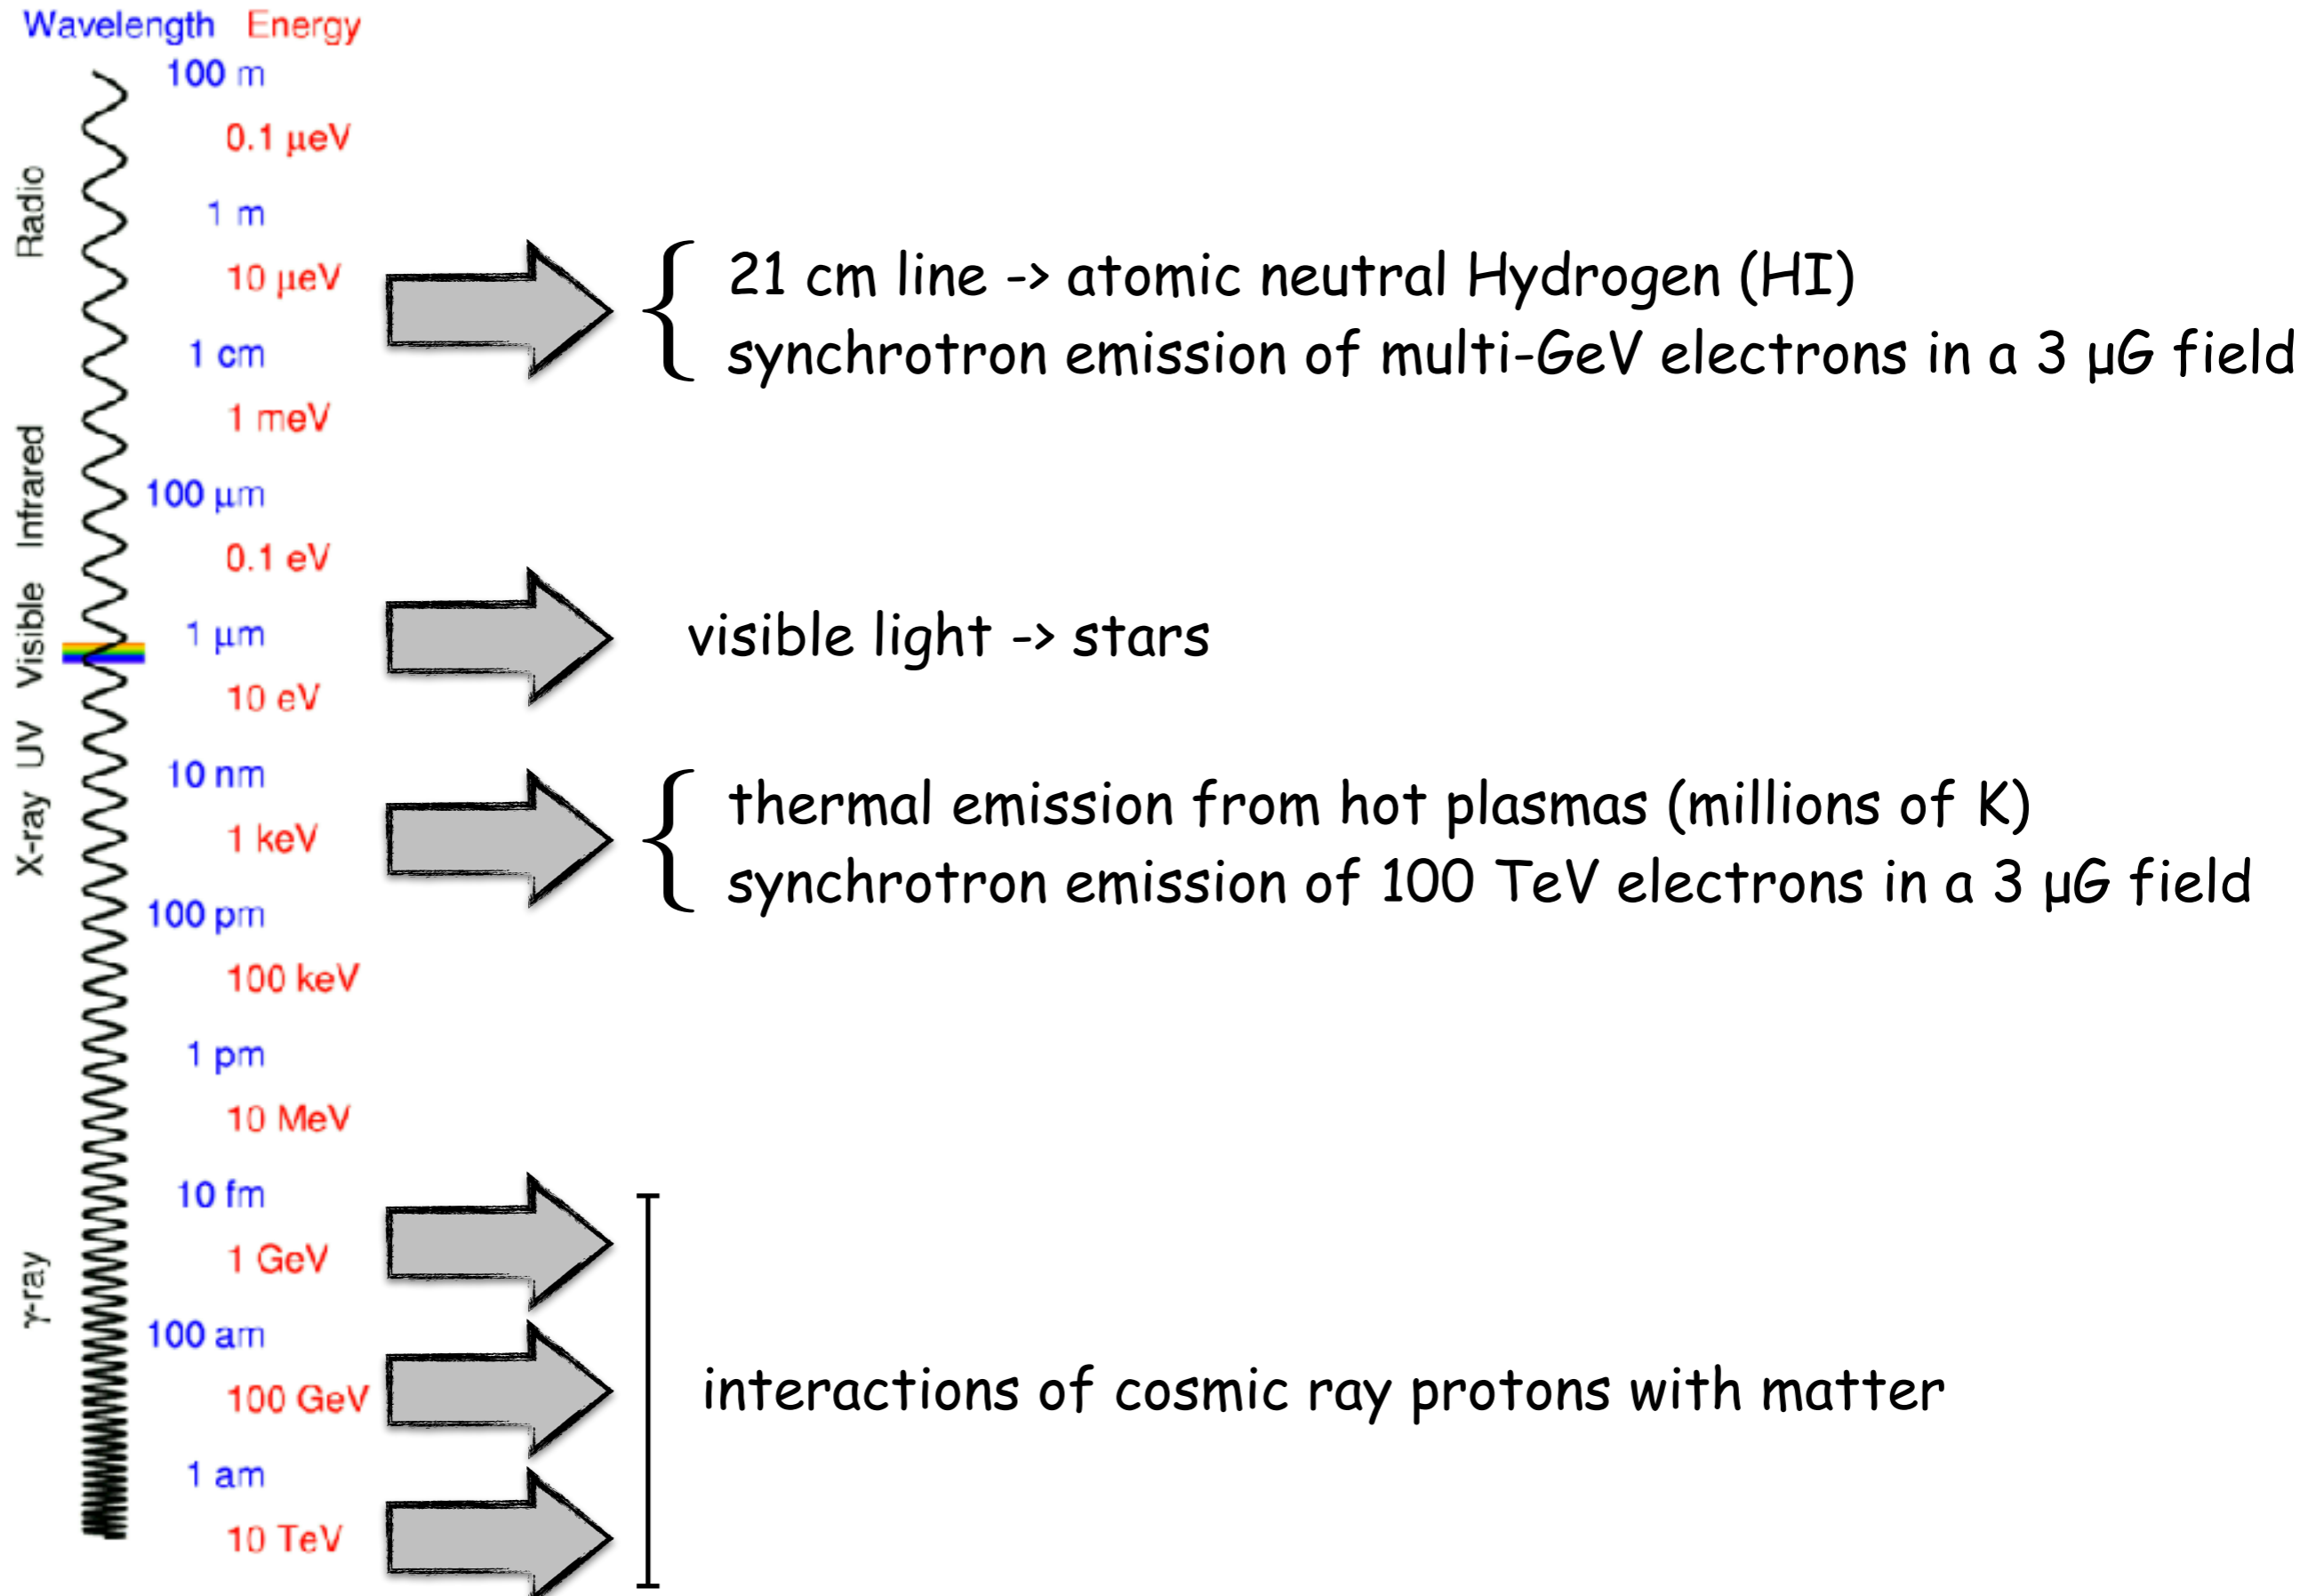 Wavelength Energy
100 m
0.1 μeV
Radio
1 m
10 μeV
21 cm line -> atomic neutral Hydrogen (HI)
synchrotron emission of multi-GeV electrons in a 3 μG field
1 cm
1 meV
Infrared
100 μm
0.1 eV
Visible
1 μm
visible light -> stars
10 eV
UV
10 nm
thermal emission from hot plasmas (millions of K)
X-ray
1 keV
synchrotron emission of 100 TeV electrons in a 3 μG field
100 pm
100 keV
1 pm
10 MeV
10 fm
1 GeV
γ-ray
100 am
100 GeV
interactions of cosmic ray protons with matter
1 am
10 TeV